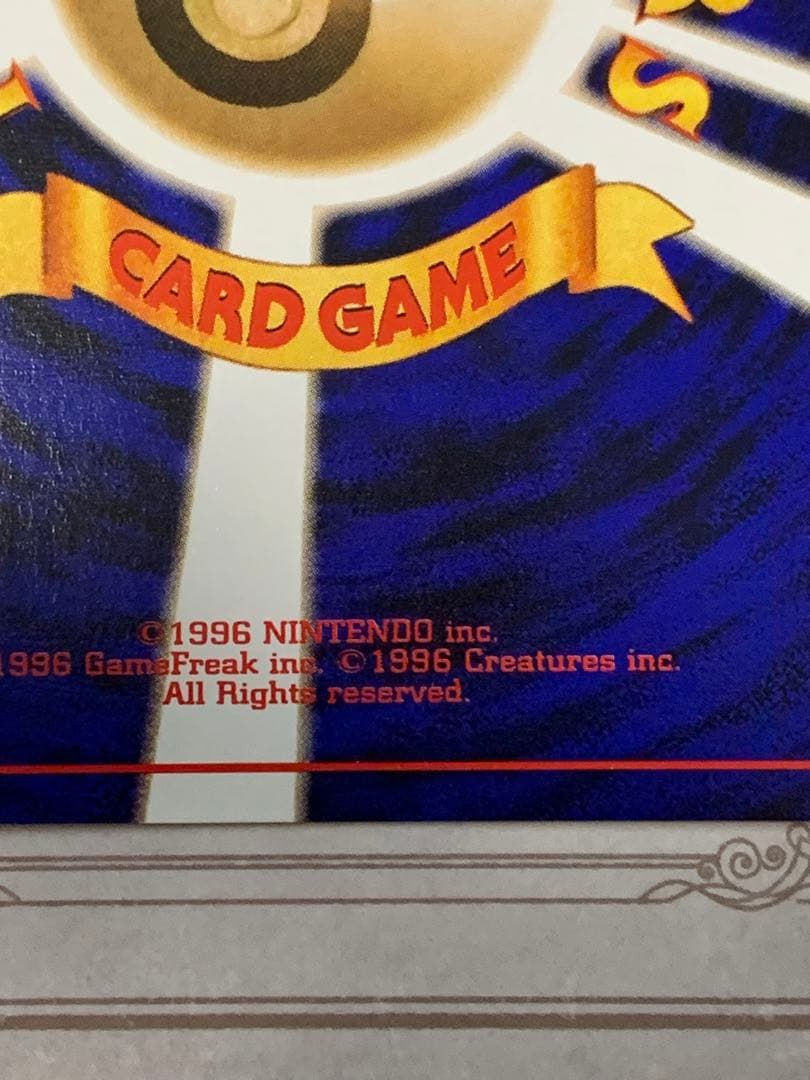 S
CARD GAME
©1996 NINTENDO inc.
1996 GameFreak inc. ©1996 Creatures inc.
All Rights reserved.